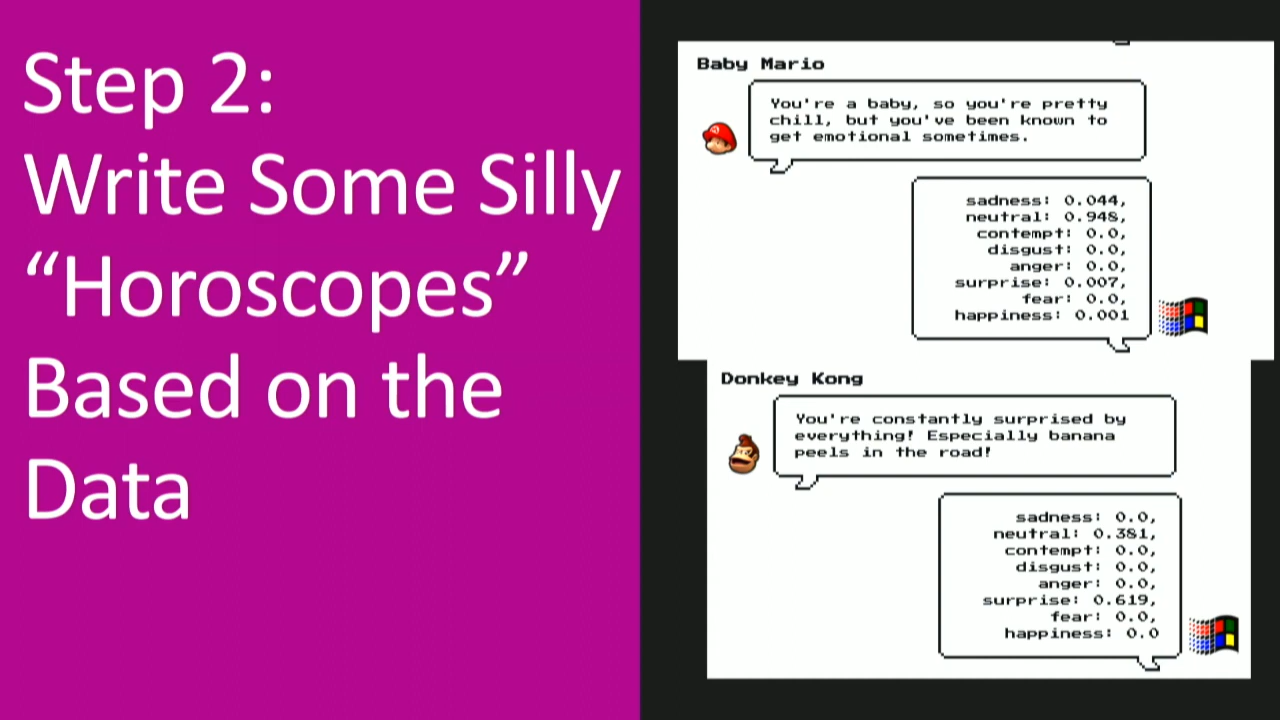 Step 2:
Write Some Silly
“Horoscopes”
Based on the
Data
Baby Mario
You're a baby, so you're pretty
chill, but you've been known to
get emotional sometimes.
sadness: 0.044,
neutral: 0.948,
contempt: 0.0,
disgust: 0.0,
anger: 0.0,
surprise: 0.007,
fear: 0.0,
happiness: 0.001
Donkey Kong
You're constantly surprised by
everything! Especially banana
peels in the road!
sadness: 0.0,
neutral: 0.381,
contempt: 0.0,
disgust: 0.0,
anger: 0.0,
surprise: 0.619,
fear: 0.0,
happiness: 0.0